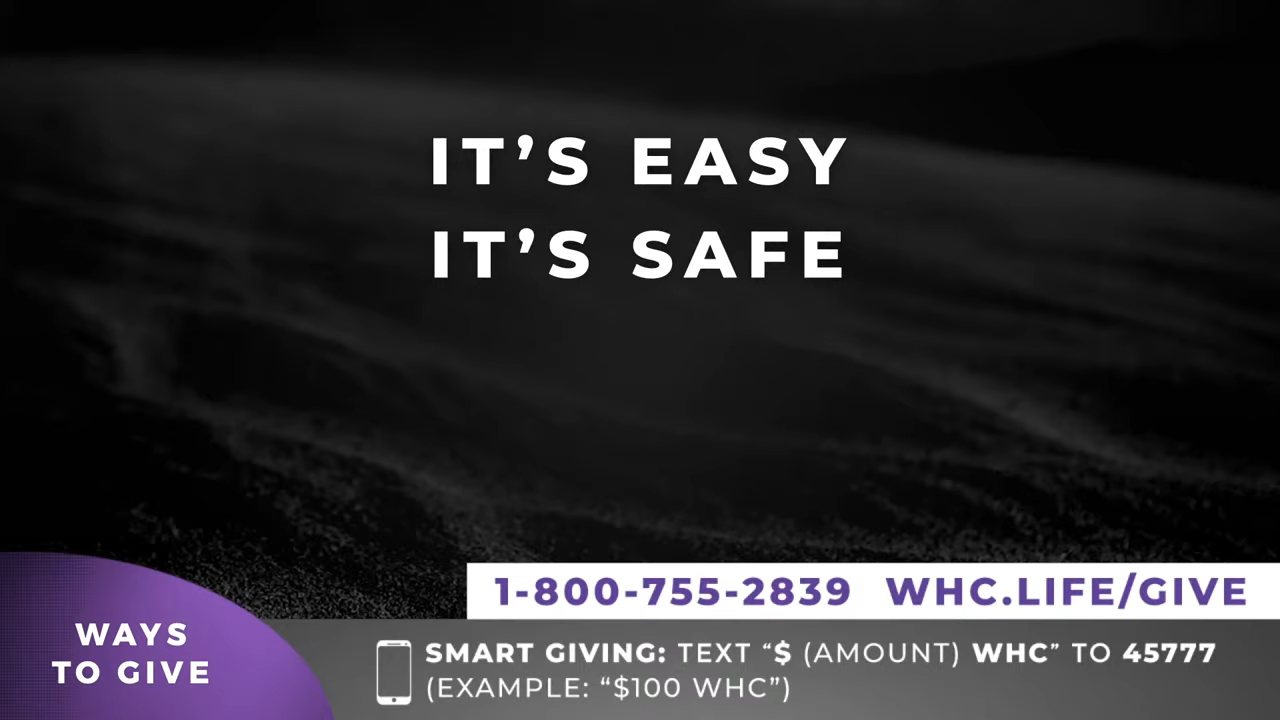 IT’S EASY
IT’S SAFE
1-800-755-2839 WHC.LIFE/GIVE
WAYS
TO GIVE
SMART GIVING: TEXT “$ (AMOUNT) WHC” TO 45777
(EXAMPLE: “$100 WHC”)